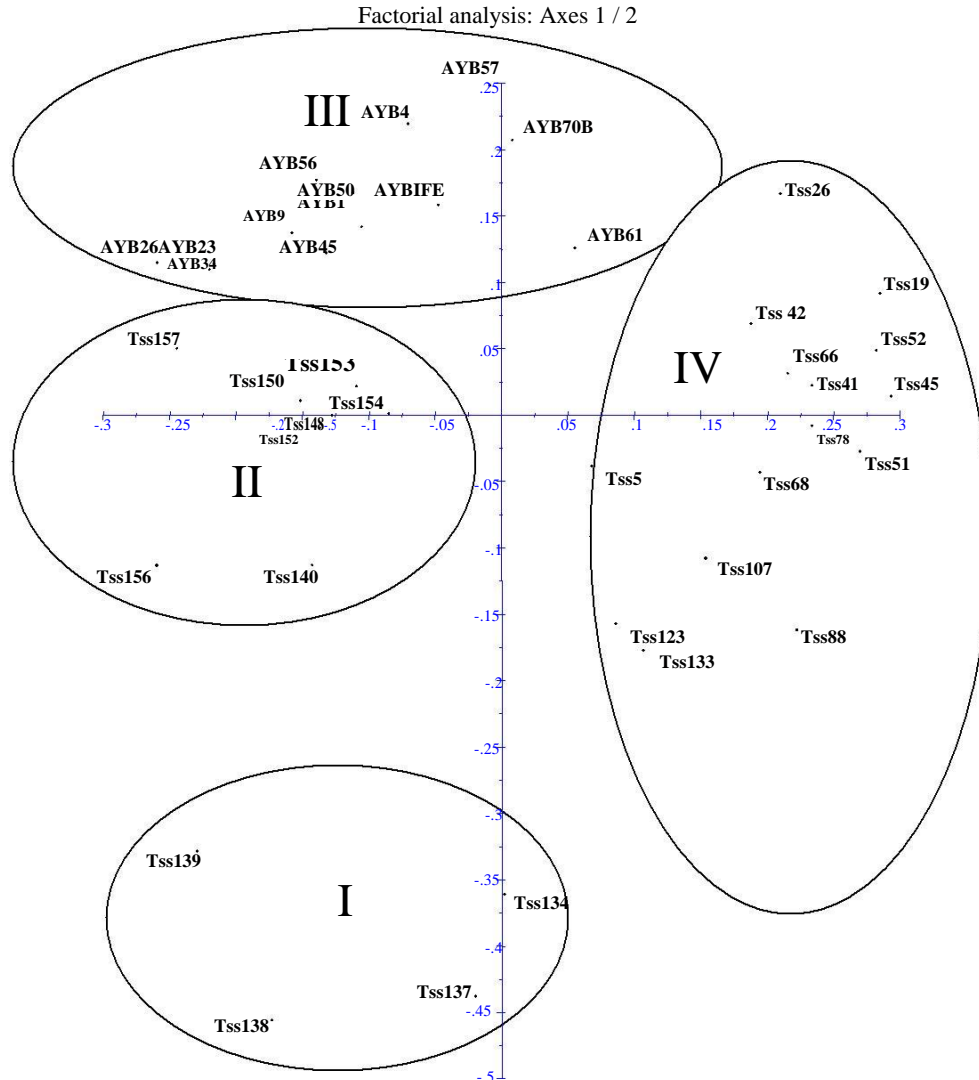 Factorial analysis: Axes 1 / 2
AYB57
.25
III
AYB4
AYB70B
.2
AYB56
AYB50
AYBIFE
AYB1
Tss26
.15
AYB9
AYB61
AYB26AYB23
AYB45
AYB34
.1
Tss19
Tss 42
Tss157
.05
Tss52
Tss153
Tss66
IV
Tss150
Tss41
Tss45
Tss154
-.3
-.25
-.1
-.05
.05
.1
.15
.2
.25
.3
Tss148
Tss152
Tss78
Tss51
II
-.05
Tss5
Tss68
-.1
Tss156
Tss140
Tss107
-.15
Tss123
Tss88
Tss133
-.2
-.25
-.3
Tss139
-.35
I
Tss134
-.4
Tss137
-.45
Tss138
-.5